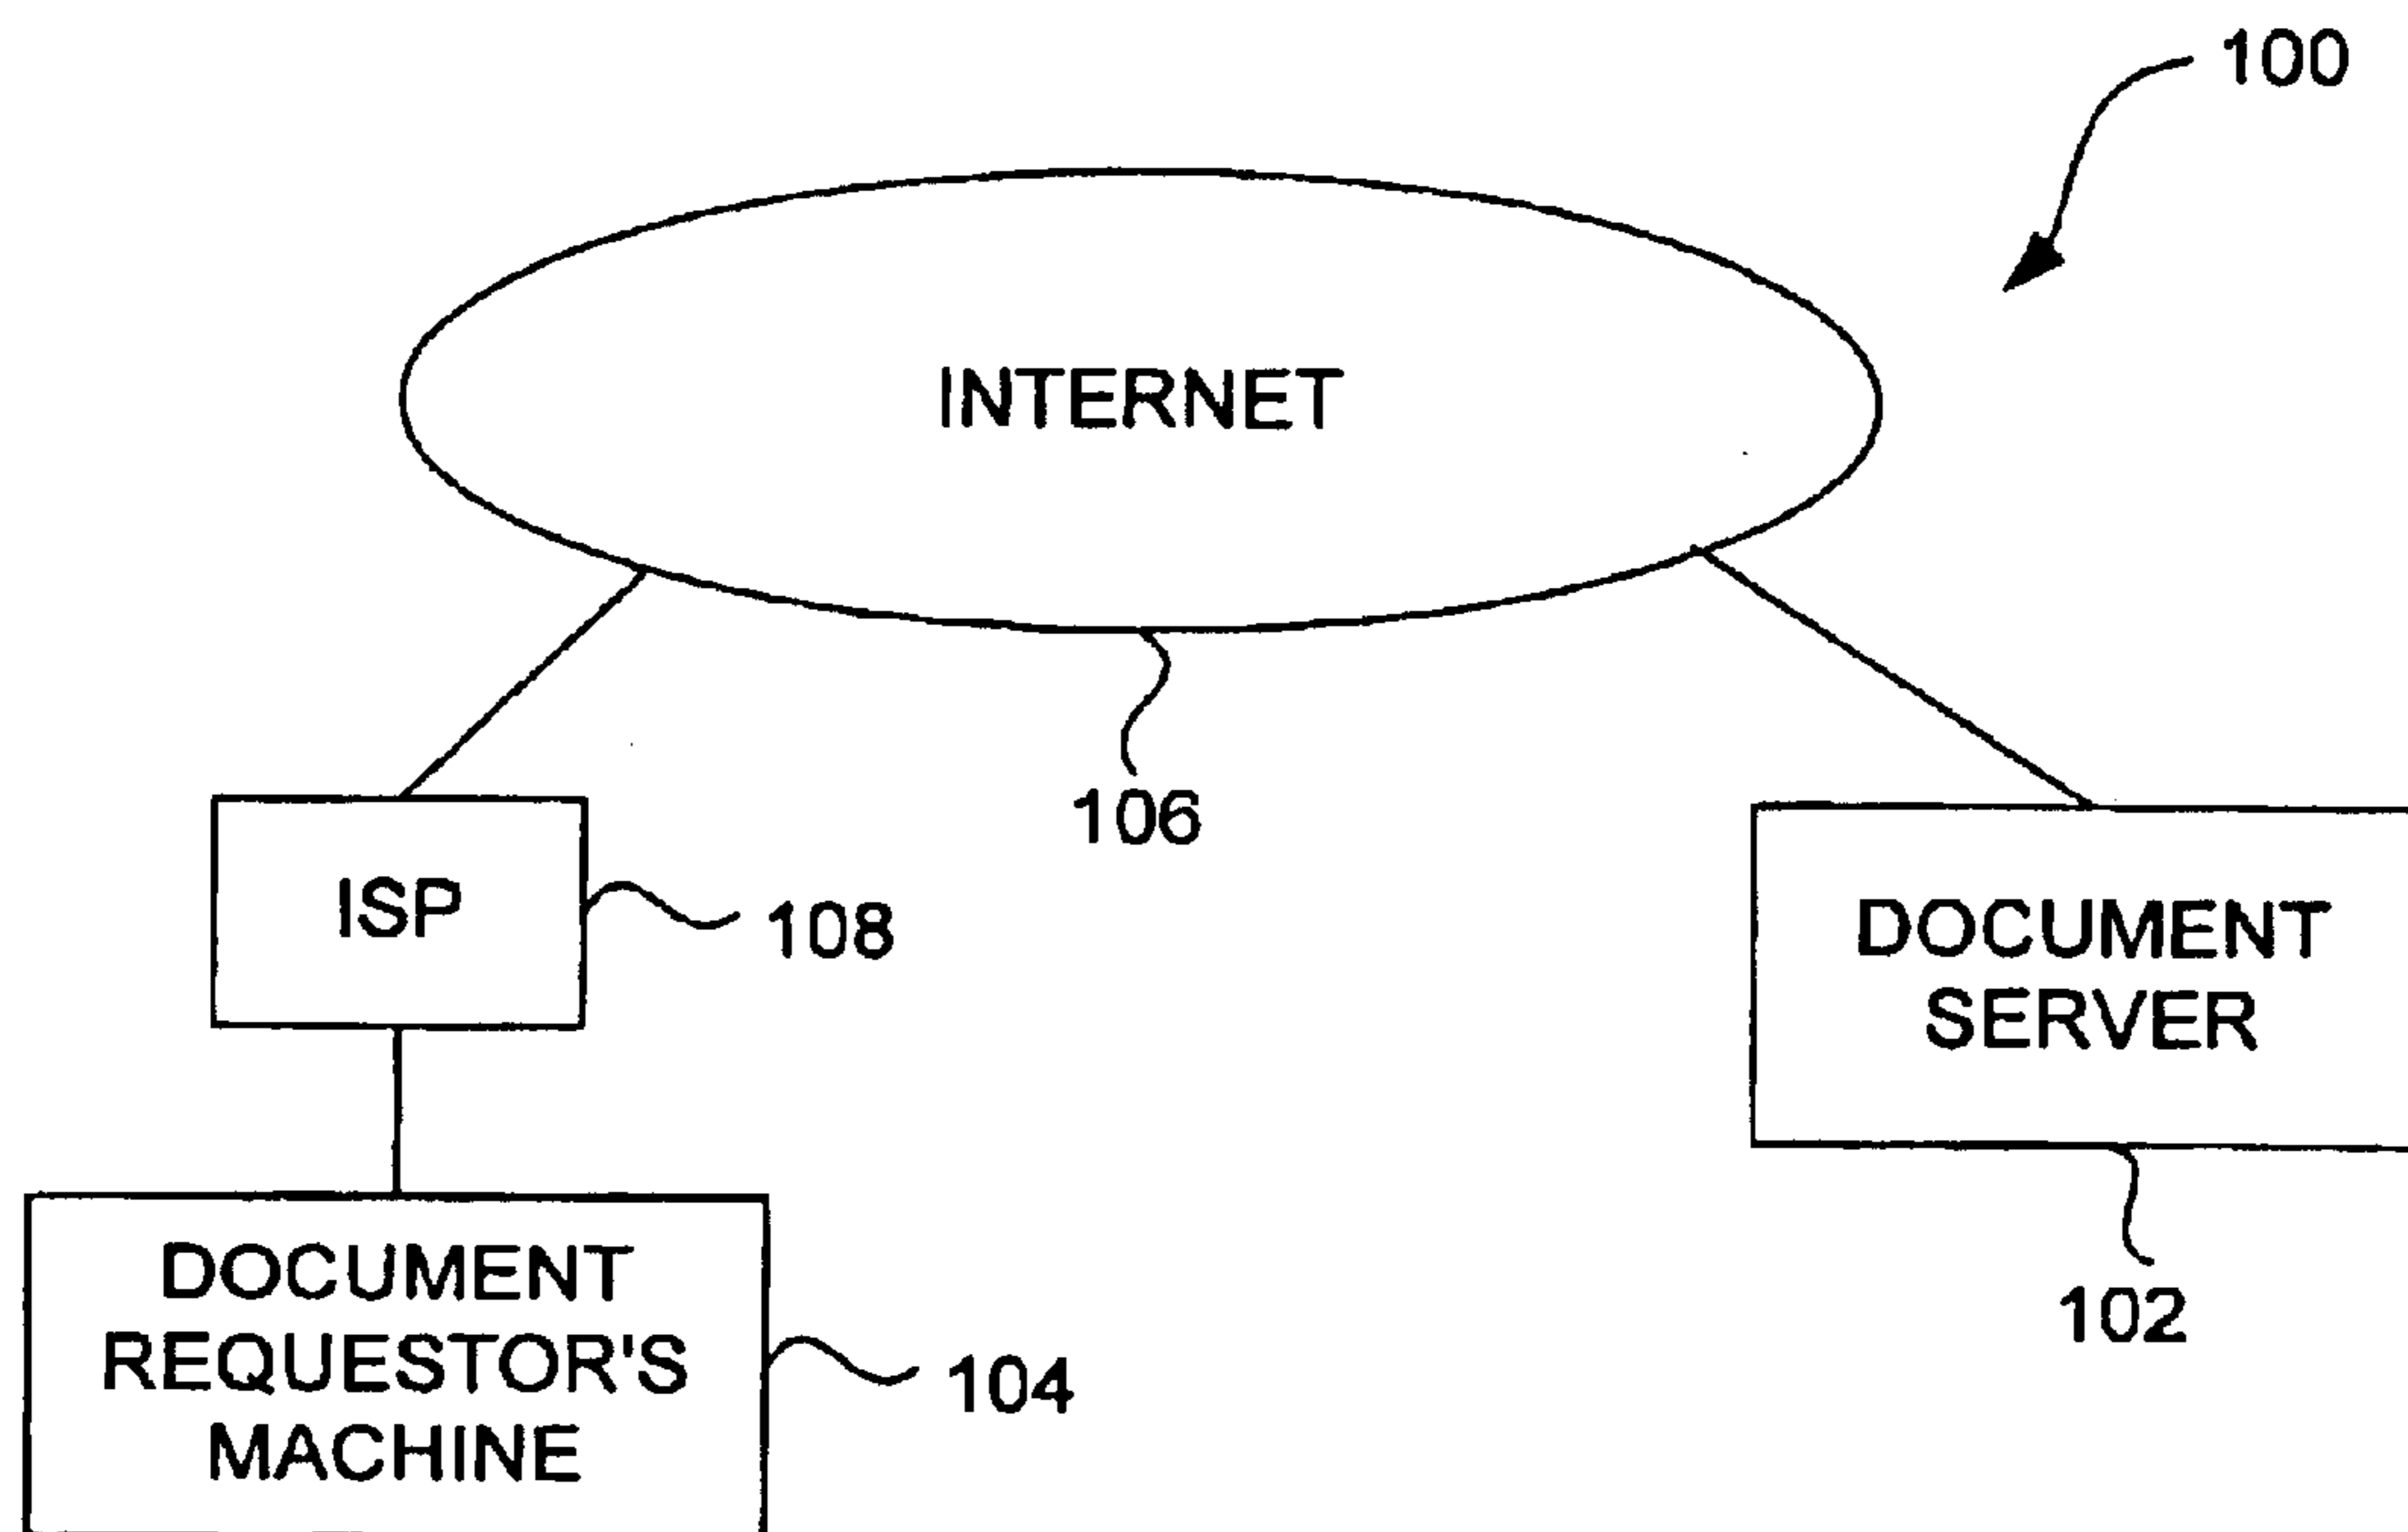 100
INTERNET
106
ISP
108
DOCUMENT
SERVER
102
DOCUMENT
REQUESTOR'S
MACHINE
104